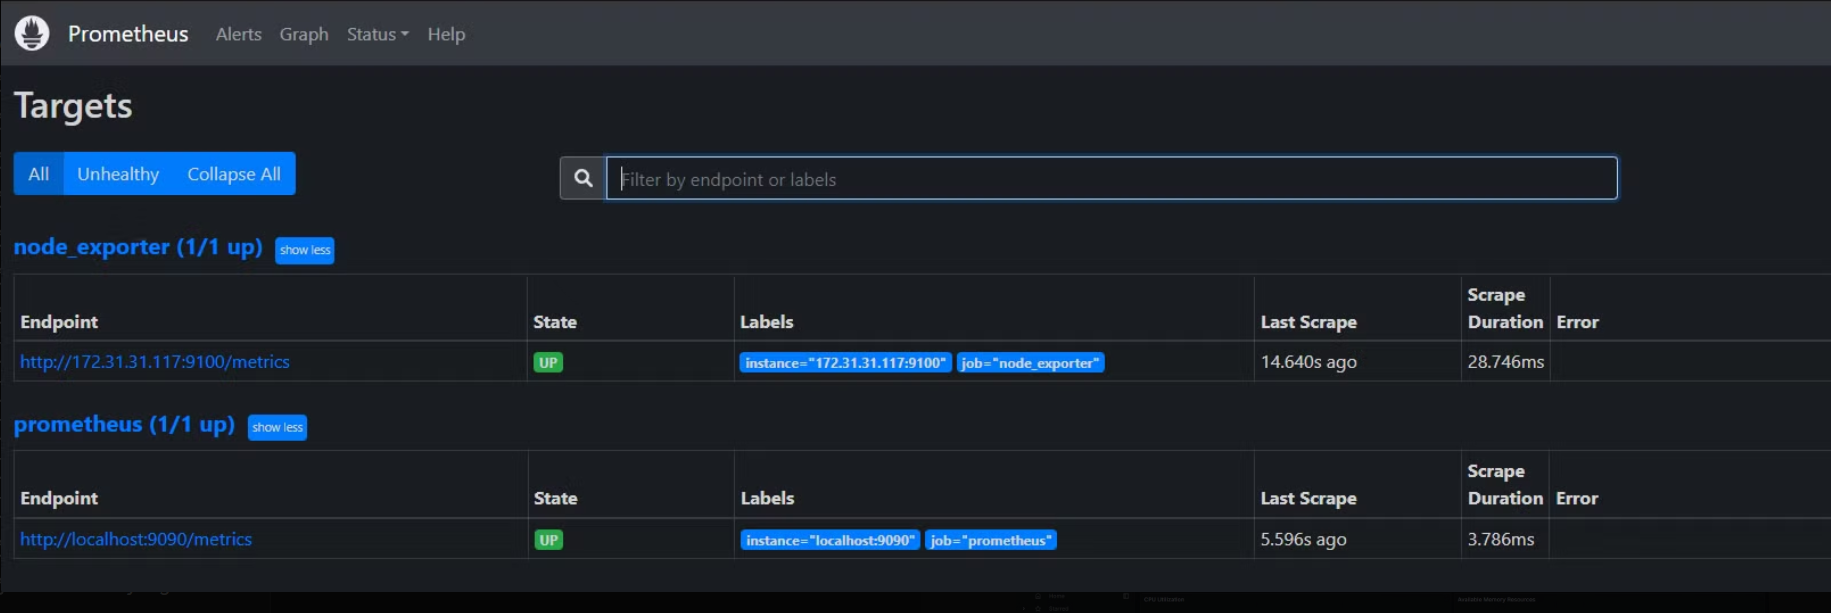 Prometheus Alerts Graph Status Help
Targets
All Unhealthy Collapse All
Filter by endpoint or labels
node_exporter (1/1 up) show less
Endpoint State Labels Last Scrape Scrape Duration Error
http://172.31.31.117:9100/metrics UP instance="172.31.31.117:9100" job="node_exporter" 14.640s ago 28.746ms
prometheus (1/1 up) show less
Endpoint State Labels Last Scrape Scrape Duration Error
http://localhost:9090/metrics UP instance="localhost:9090" job="prometheus" 5.596s ago 3.786ms